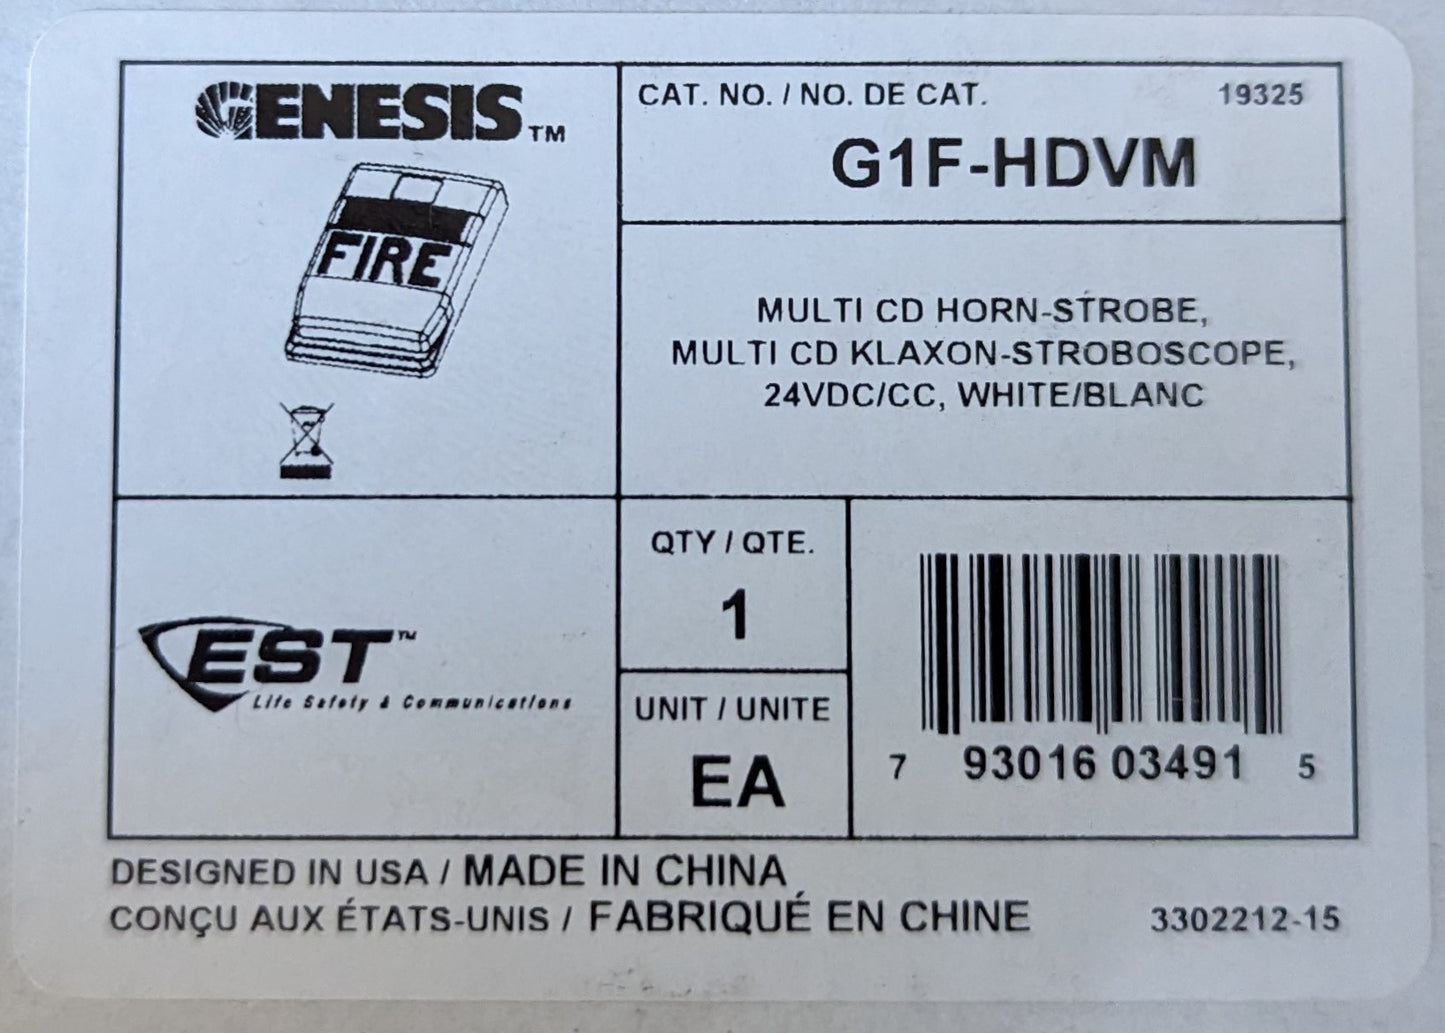 GENESIS™
FIRE
CAT. NO. / NO. DE CAT. 19325
G1F-HDVM
MULTI CD HORN-STROBE,
MULTI CD KLAXON-STROBOSCOPE,
24VDC/CC, WHITE/BLANC
EST™
Life Safety & Communications
QTY / QTE.
1
UNIT / UNITE
EA
7 93016 03491 5
DESIGNED IN USA / MADE IN CHINA
CONÇU AUX ÉTATS-UNIS / FABRIQUÉ EN CHINE
3302212-15